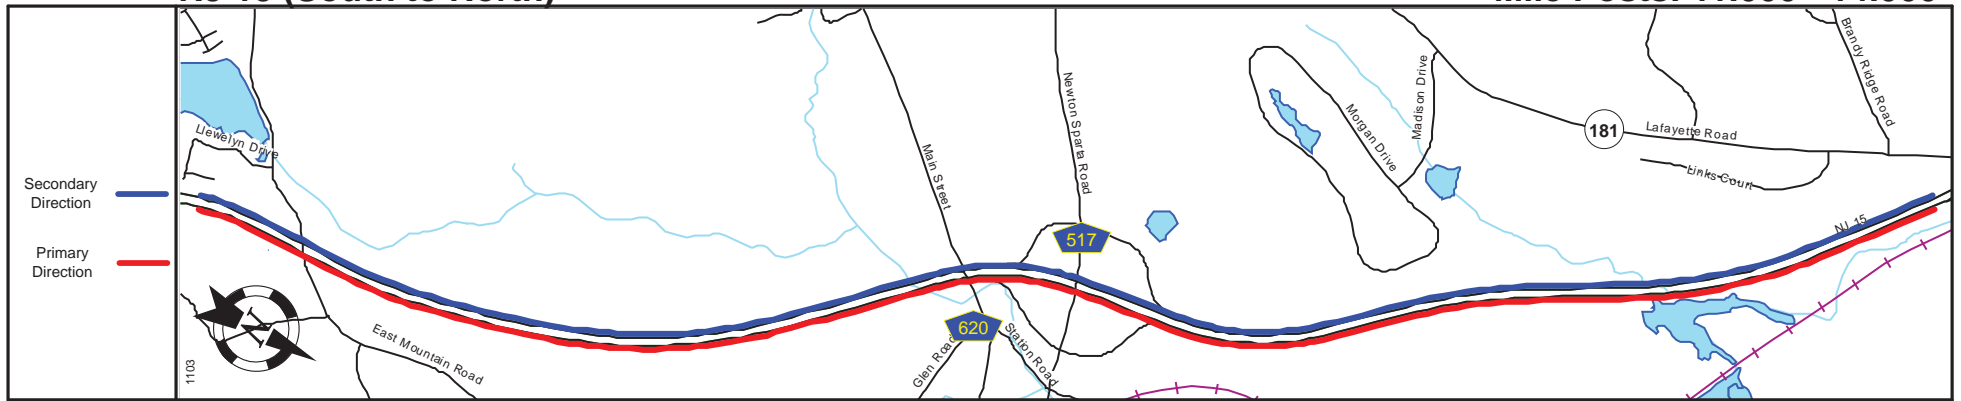 Secondary
Direction
Primary
Direction
Llewelyn Drive
East Mountain Road
1103
Main Street
Newton Sparta Road
517
620
Glen Road
Station Road
Morgan Drive
Madison Drive
181
Lafayette Road
Links Court
Brandy Ridge Road
NJ 15
N